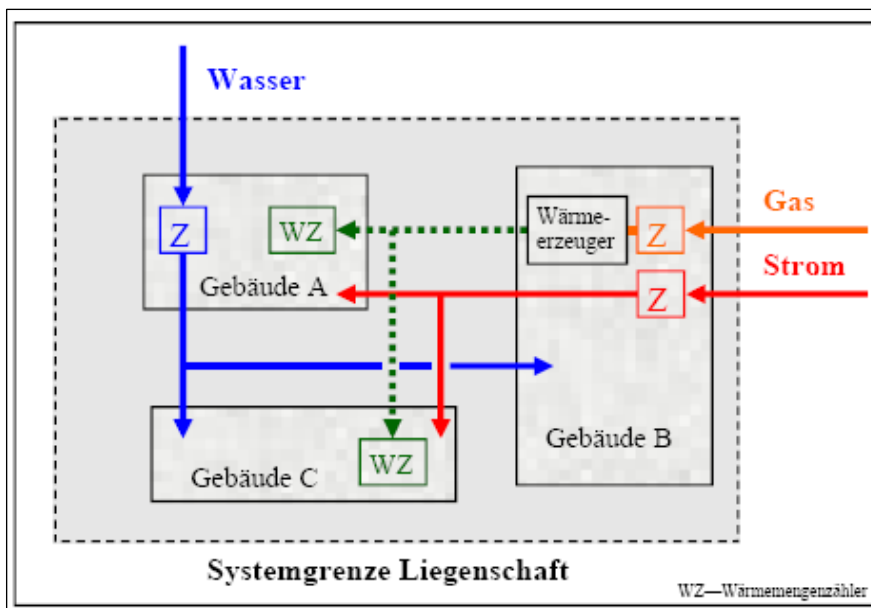 Wasser
Gas
Strom
Z
WZ
Wärme-
erzeuger
Z
Z
Gebäude A
Gebäude B
WZ
Gebäude C
Systemgrenze Liegenschaft
WZ—Wärmemengenzähler